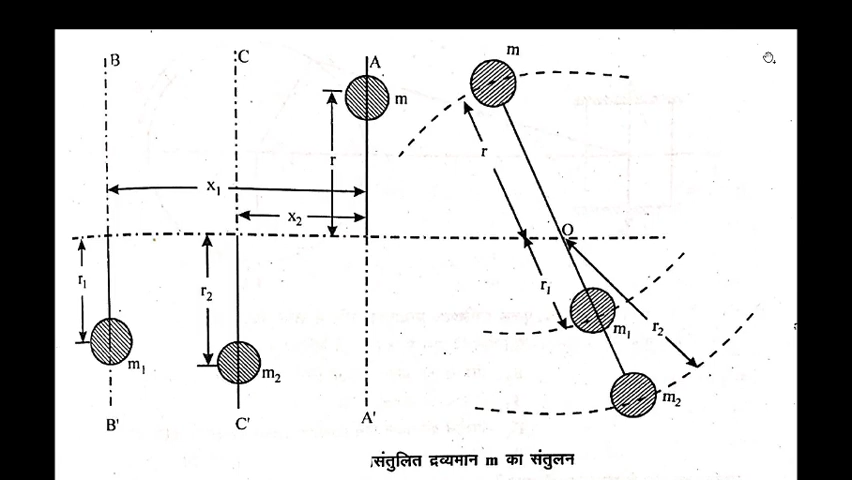 B
C
A
m
m
r
r
x₁
x₂
O
r₁
r₂
r₁
r₂
m₁
m₁
m₂
m₂
B'
C'
A'
संतुलित द्रव्यमान m का संतुलन